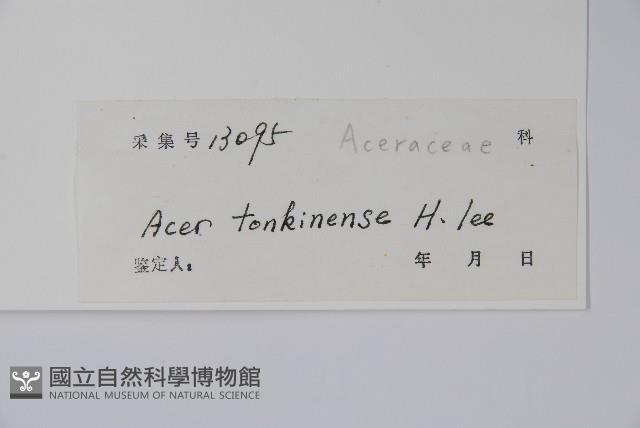 采集号 13095 Aceraceae 科
Acer tonkinense H. lee
鉴定人: 年 月 日
國立自然科學博物館
NATIONAL MUSEUM OF NATURAL SCIENCE